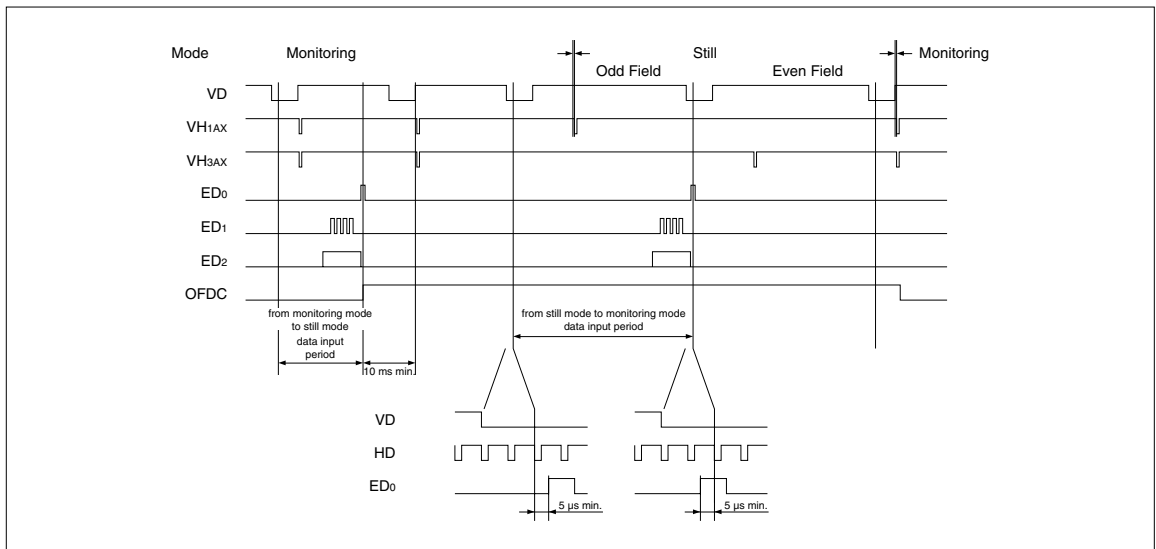 Mode Monitoring Still Monitoring
Odd Field Even Field
VD
VH1AX
VH3AX
ED0
ED1
ED2
OFDC
from monitoring mode
to still mode
data input
period
10 ms min.
from still mode to monitoring mode
data input period
VD
HD
ED0
5 µs min. 5 µs min.